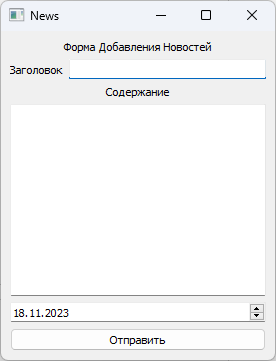 News
Форма Добавления Новостей
Заголовок
Содержание
18.11.2023
Отправить